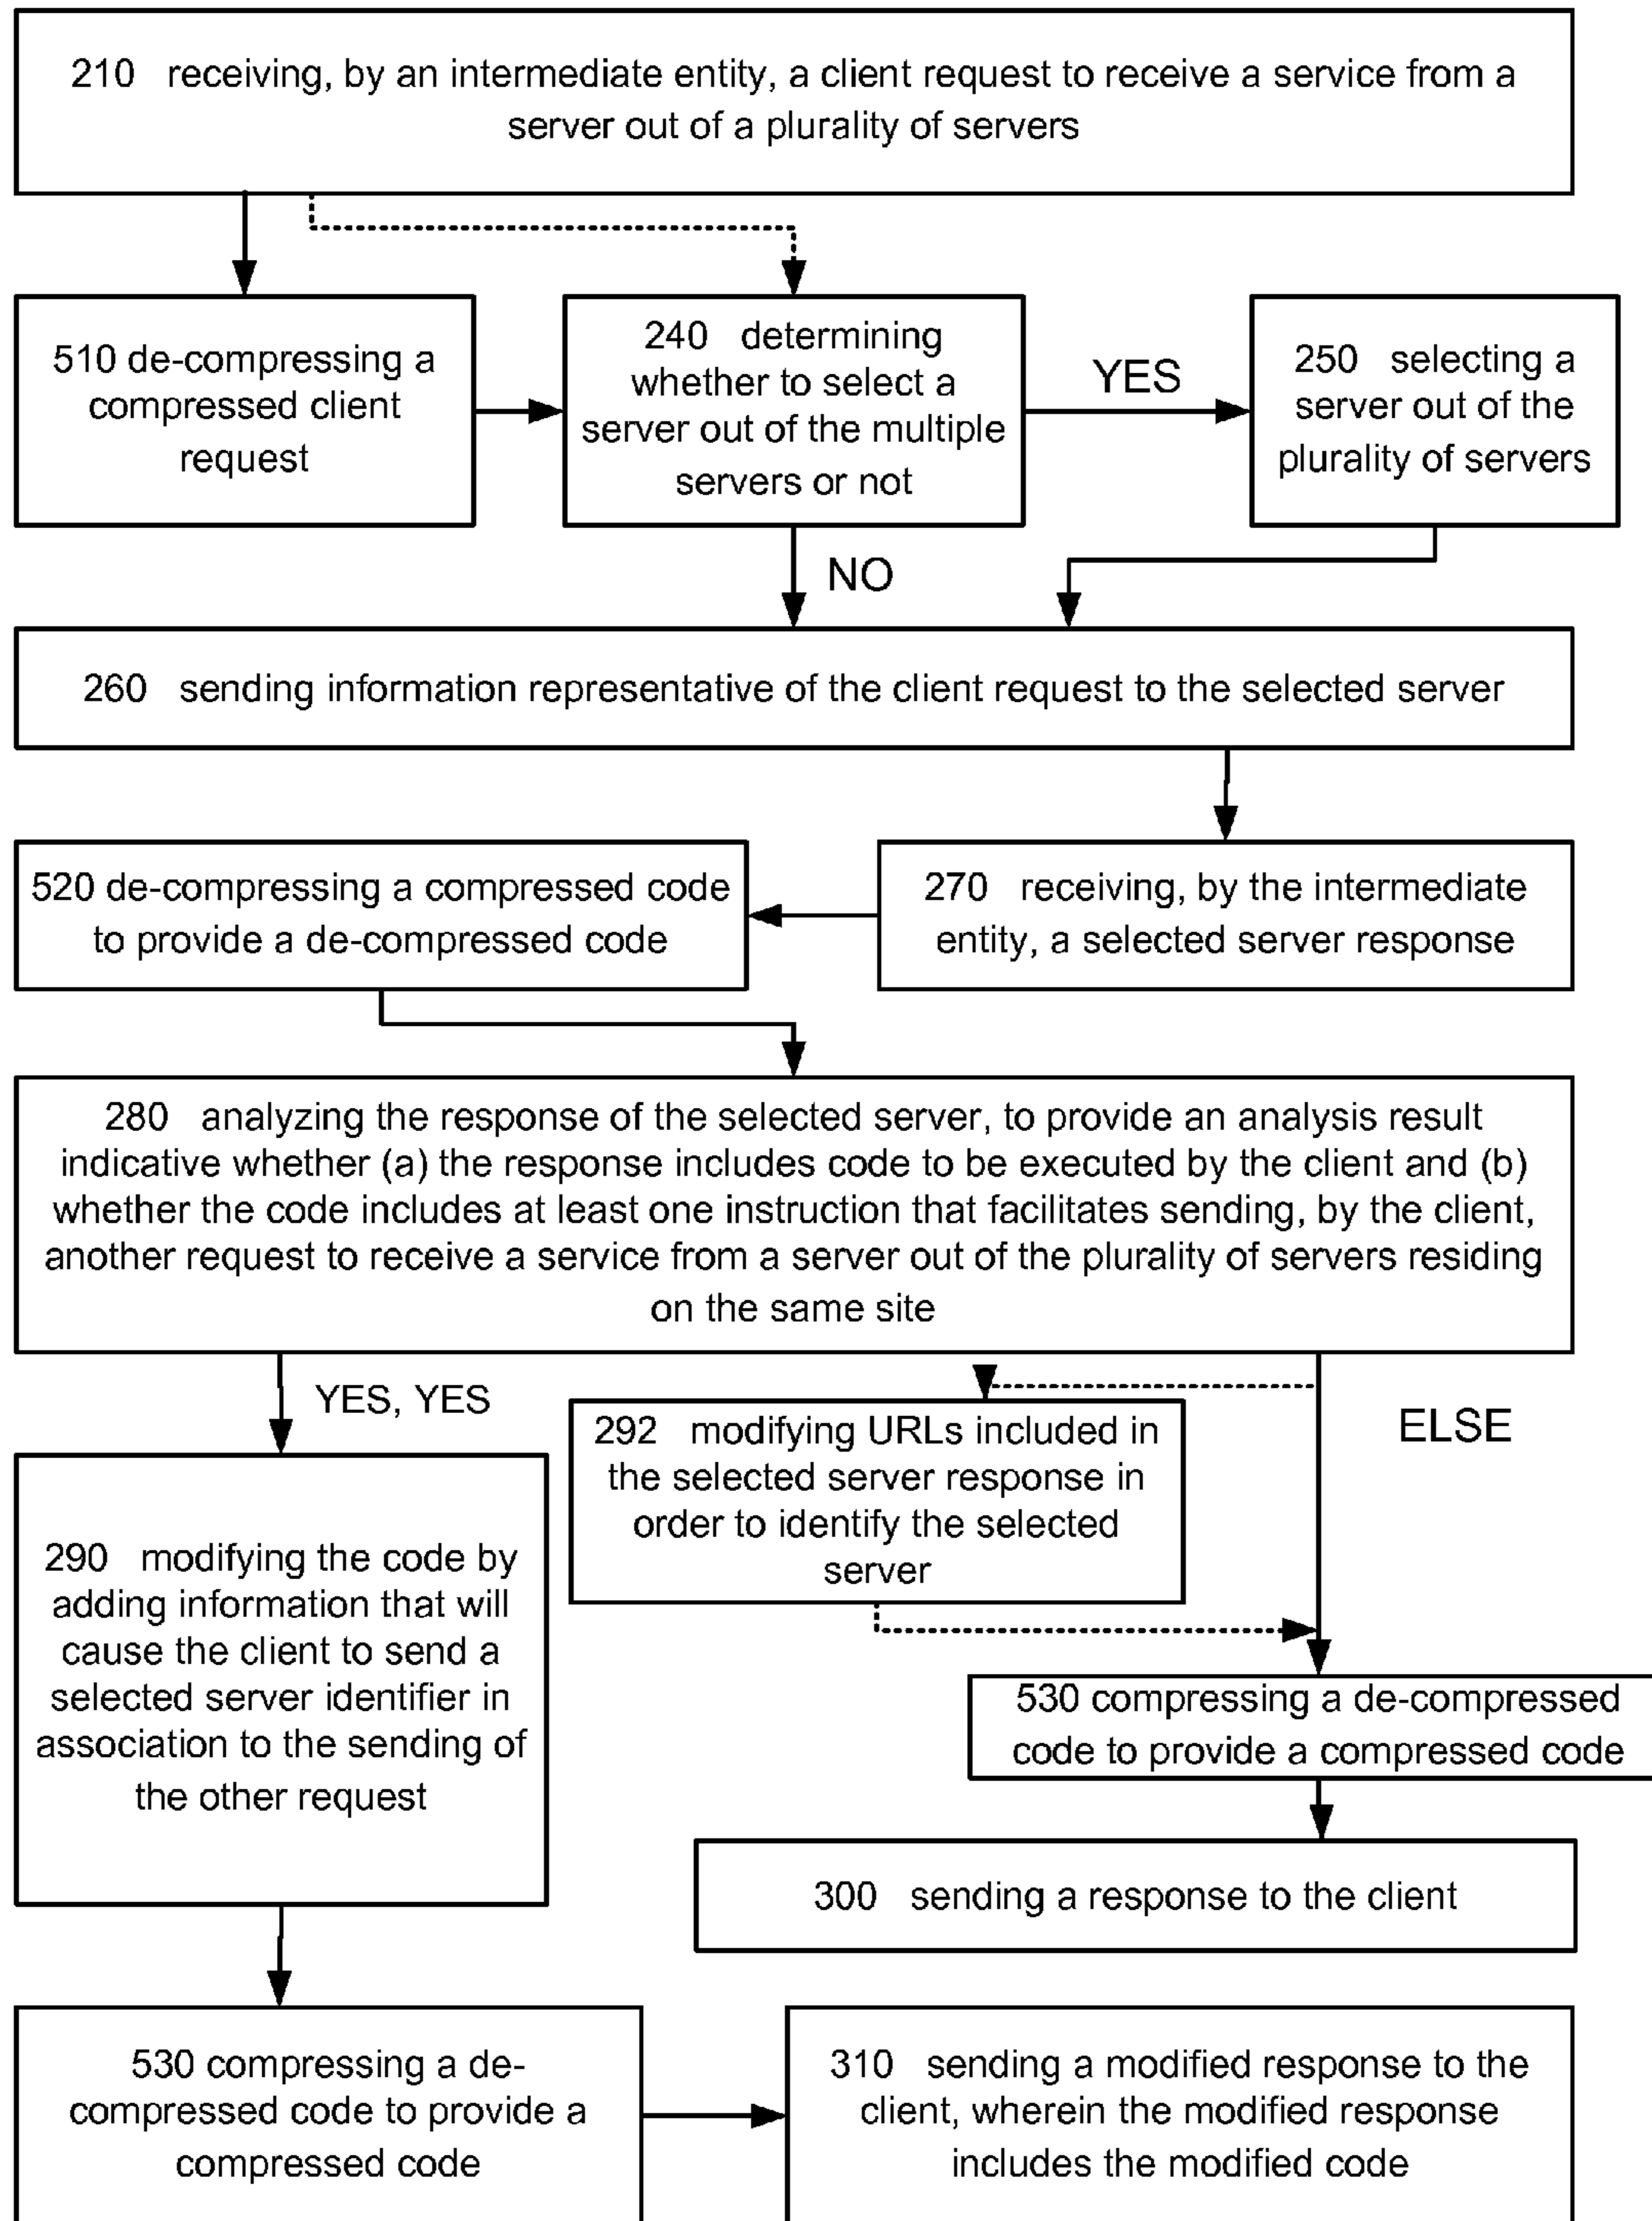 210 receiving, by an intermediate entity, a client request to receive a service from a
server out of a plurality of servers
510 de-compressing a
compressed client
request
240 determining
whether to select a
server out of the multiple
servers or not
YES
250 selecting a
server out of the
plurality of servers
NO
260 sending information representative of the client request to the selected server
520 de-compressing a compressed code
to provide a de-compressed code
270 receiving, by the intermediate
entity, a selected server response
280 analyzing the response of the selected server, to provide an analysis result
indicative whether (a) the response includes code to be executed by the client and (b)
whether the code includes at least one instruction that facilitates sending, by the client,
another request to receive a service from a server out of the plurality of servers residing
on the same site
YES, YES
292 modifying URLs included in
the selected server response in
order to identify the selected
server
ELSE
290 modifying the code by
adding information that will
cause the client to send a
selected server identifier in
association to the sending of
the other request
530 compressing a de-compressed
code to provide a compressed code
300 sending a response to the client
530 compressing a de-
compressed code to provide a
compressed code
310 sending a modified response to the
client, wherein the modified response
includes the modified code